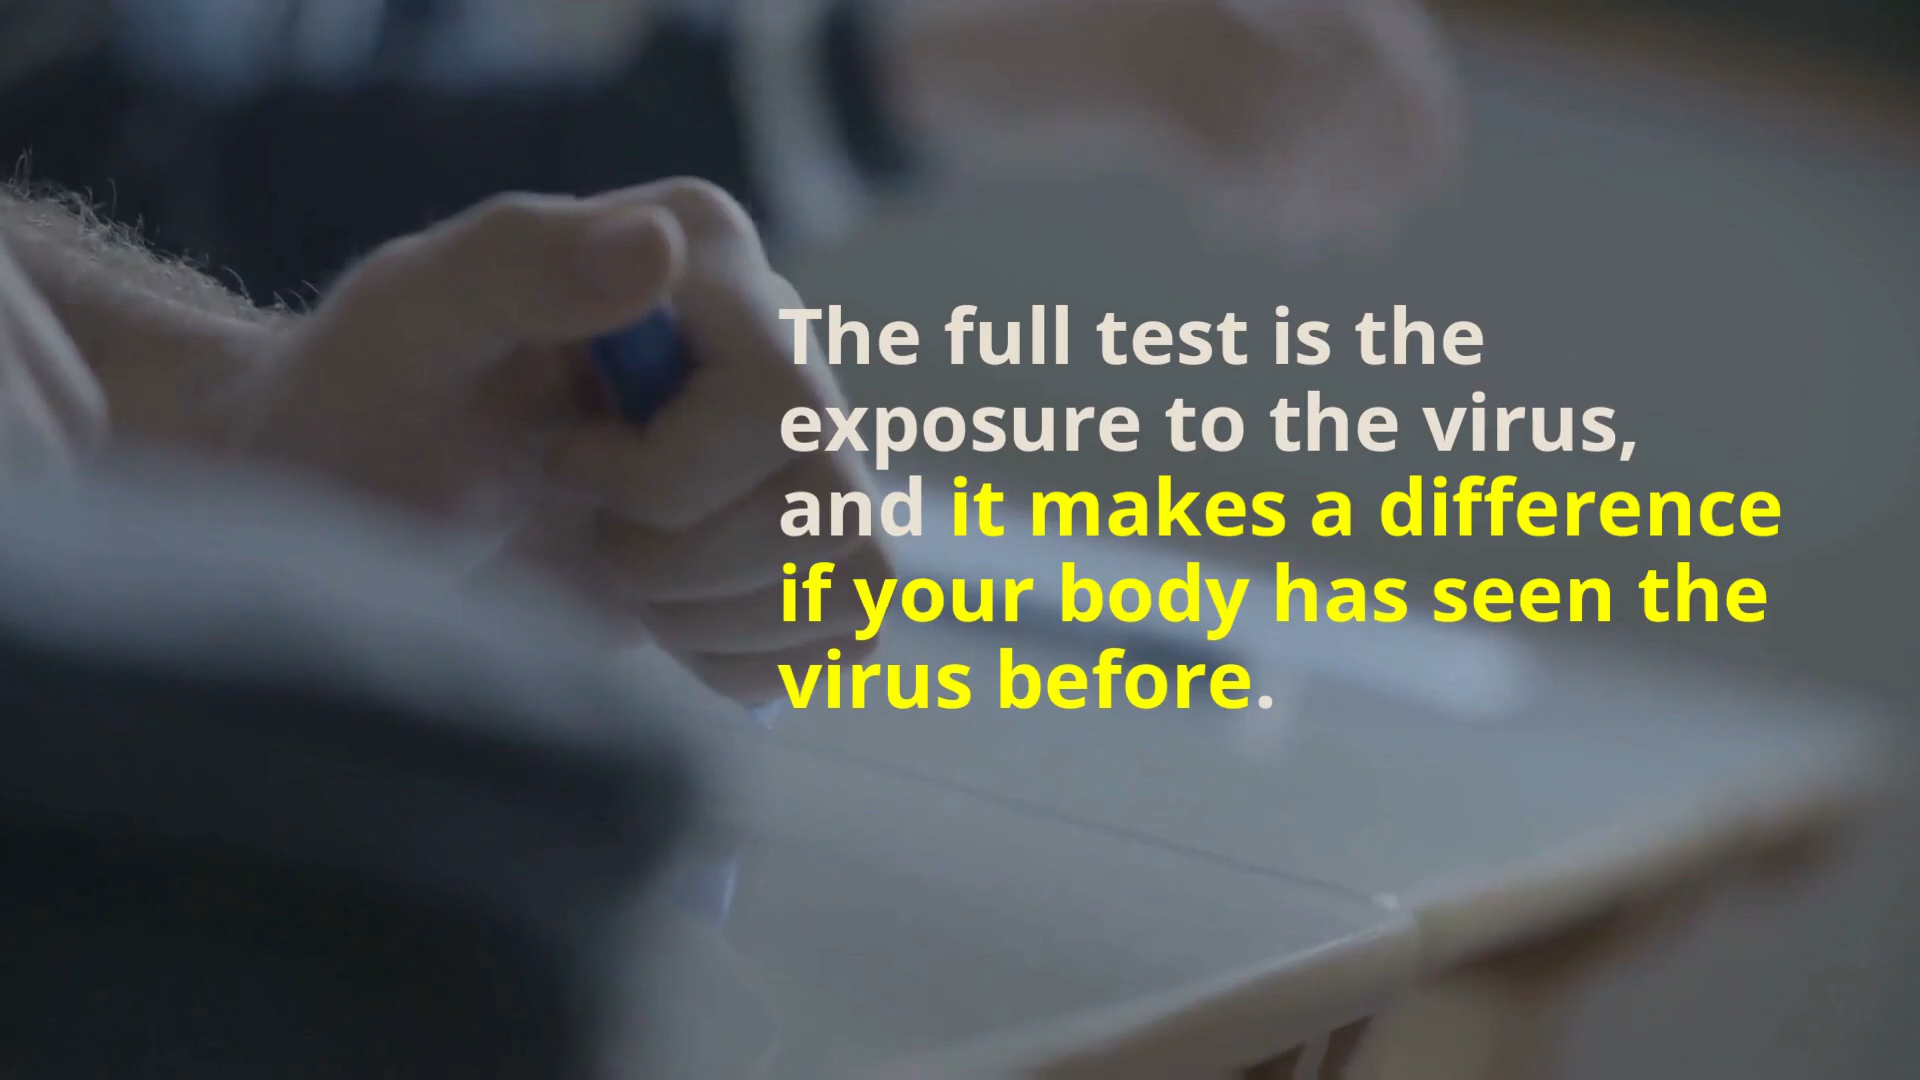 The full test is the
exposure to the virus,
and it makes a difference
if your body has seen the
virus before.